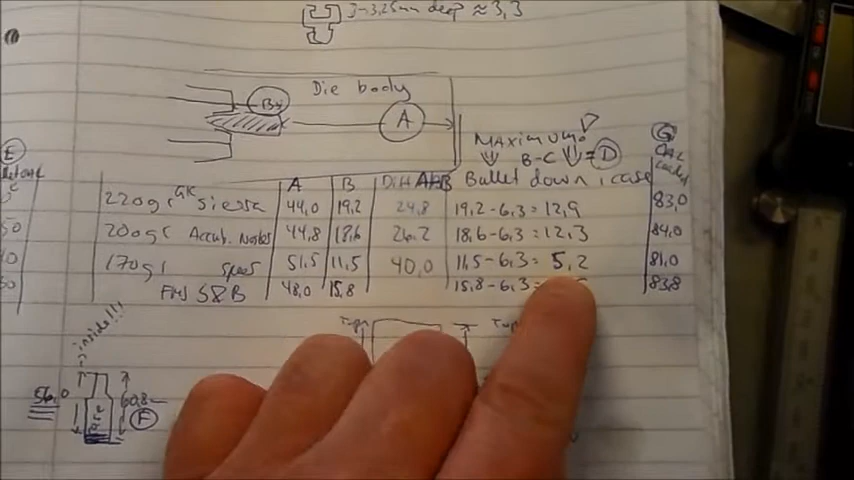 3-3,25mm deep ≈ 3,3
Die body
B
A
MAXIMUM
B-C = D
E
G
A B Diff A-B Bullet down, case
220gr GK Sierra 44,0 19,2 24,8 19,2-6,3=12,9 83,0
200gr Accub. Nosler 44,8 18,6 26,2 18,6-6,3=12,3 84,0
170gr Speer 51,5 11,5 40,0 11,5-6,3=5,2 81,0
FMJ S&B 48,0 15,8 15,8-6,3= 83,8
inside!!!
56,0
60,8
F